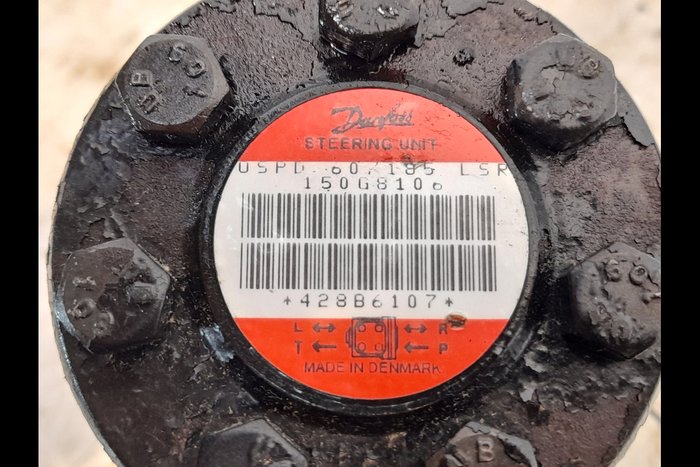 Danfoss
STEERING UNIT
OSPD 60/185 LSR
150G8106
*428B6107*
L R
T P
MADE IN DENMARK